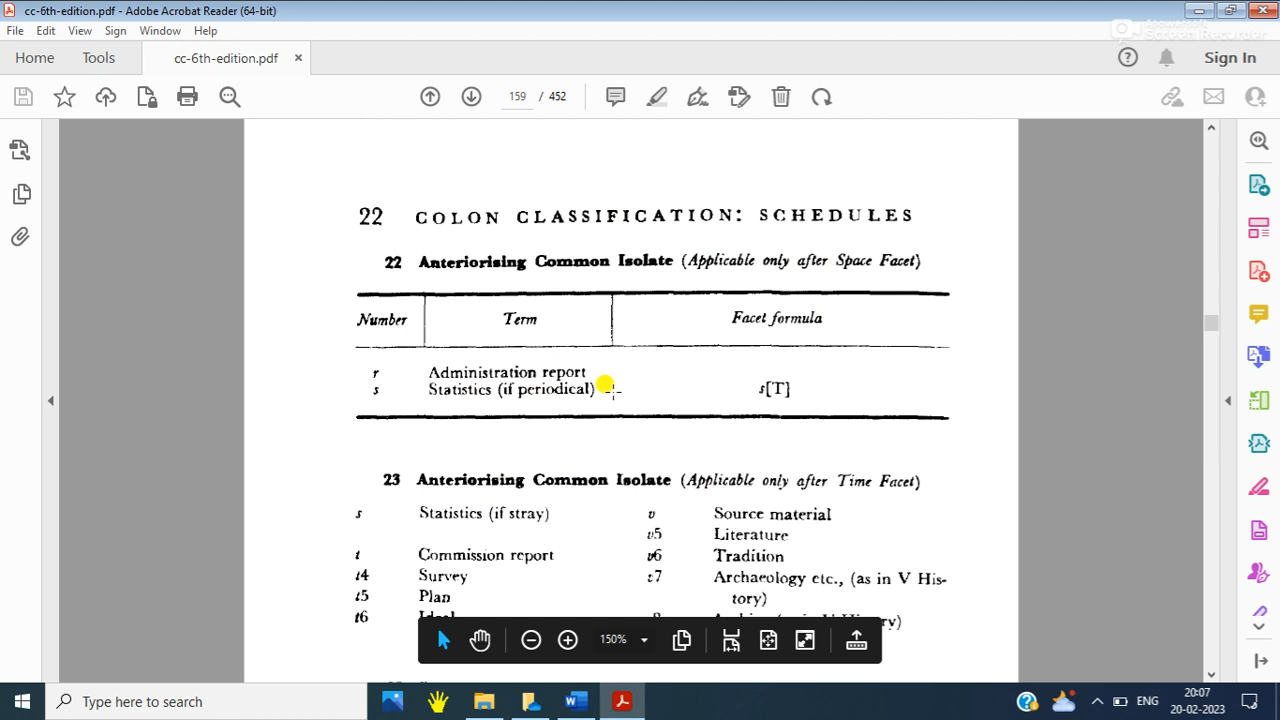 cc-6th-edition.pdf - Adobe Acrobat Reader (64-bit)
Screen Recorder
File Edit View Sign Window Help
Home Tools cc-6th-edition.pdf × Sign In
159 / 452
22 COLON CLASSIFICATION: SCHEDULES
22 Anteriorising Common Isolate (Applicable only after Space Facet)
Number Term Facet formula
r Administration report
s Statistics (if periodical) s[T]
23 Anteriorising Common Isolate (Applicable only after Time Facet)
s Statistics (if stray) v Source material
v5 Literature
t Commission report v6 Tradition
t4 Survey v7 Archaeology etc., (as in V His-
t5 Plan tory)
t6
150%
Type here to search
ENG
20:07
20-02-2023